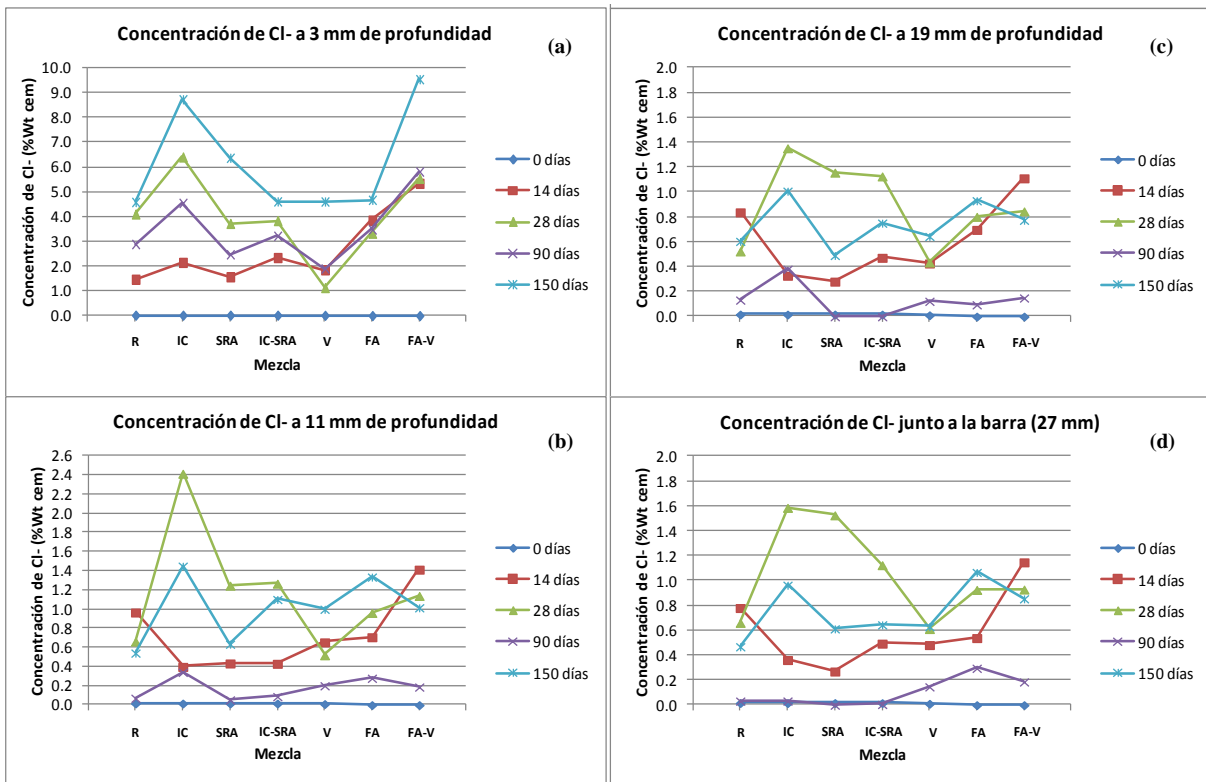 Concentración de Cl- a 3 mm de profundidad
(a)
Concentración de Cl- (%Wt cem)
10.0
9.0
8.0
7.0
6.0
5.0
4.0
3.0
2.0
1.0
0.0
R IC SRA IC-SRA V FA FA-V
Mezcla
0 días
14 días
28 días
90 días
150 días
Concentración de Cl- a 19 mm de profundidad
(c)
Concentración de Cl- (%Wt cem)
2.0
1.8
1.6
1.4
1.2
1.0
0.8
0.6
0.4
0.2
0.0
R IC SRA IC-SRA V FA FA-V
Mezcla
0 días
14 días
28 días
90 días
150 días
Concentración de Cl- a 11 mm de profundidad
(b)
Concentración de Cl- (%Wt cem)
2.6
2.4
2.2
2.0
1.8
1.6
1.4
1.2
1.0
0.8
0.6
0.4
0.2
0.0
R IC SRA IC-SRA V FA FA-V
Mezcla
0 días
14 días
28 días
90 días
150 días
Concentración de Cl- junto a la barra (27 mm)
(d)
Concentración de Cl- (%Wt cem)
2.0
1.8
1.6
1.4
1.2
1.0
0.8
0.6
0.4
0.2
0.0
R IC SRA IC-SRA V FA FA-V
Mezcla
0 días
14 días
28 días
90 días
150 días